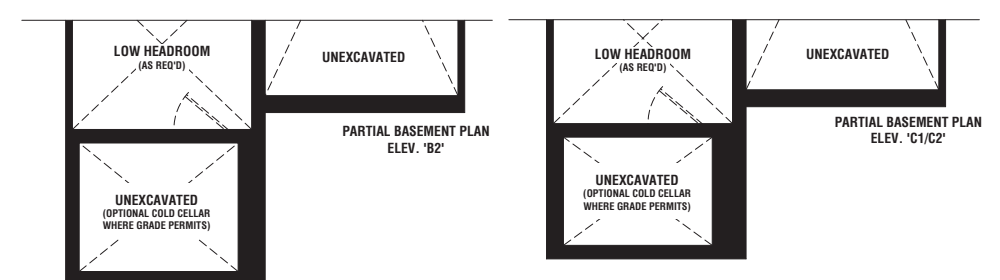 LOW HEADROOM
(AS REQ'D)
UNEXCAVATED
PARTIAL BASEMENT PLAN
ELEV. 'B2'
UNEXCAVATED
(OPTIONAL COLD CELLAR
WHERE GRADE PERMITS)
LOW HEADROOM
(AS REQ'D)
UNEXCAVATED
PARTIAL BASEMENT PLAN
ELEV. 'C1/C2'
UNEXCAVATED
(OPTIONAL COLD CELLAR
WHERE GRADE PERMITS)